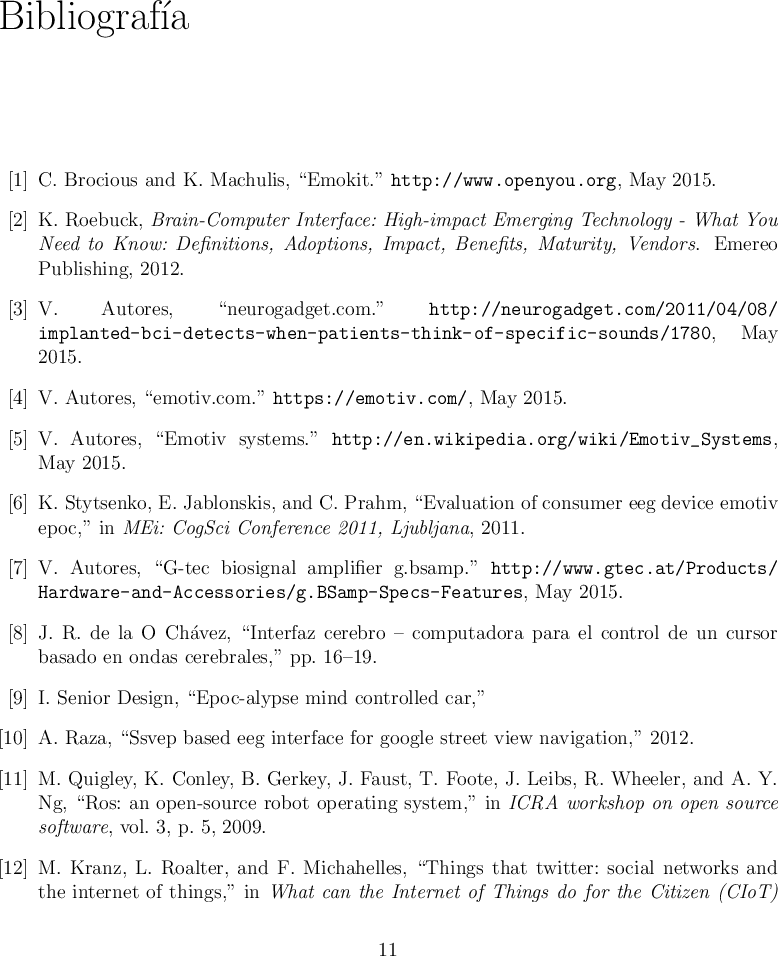 Bibliografía
[1] C. Brocious and K. Machulis, “Emokit.” http://www.openyou.org, May 2015.
[2] K. Roebuck, Brain-Computer Interface: High-impact Emerging Technology - What You
Need to Know: Definitions, Adoptions, Impact, Benefits, Maturity, Vendors. Emereo
Publishing, 2012.
[3] V. Autores, “neurogadget.com.” http://neurogadget.com/2011/04/08/
implanted-bci-detects-when-patients-think-of-specific-sounds/1780, May
2015.
[4] V. Autores, “emotiv.com.” https://emotiv.com/, May 2015.
[5] V. Autores, “Emotiv systems.” http://en.wikipedia.org/wiki/Emotiv_Systems,
May 2015.
[6] K. Stytsenko, E. Jablonskis, and C. Prahm, “Evaluation of consumer eeg device emotiv
epoc,” in MEi: CogSci Conference 2011, Ljubljana, 2011.
[7] V. Autores, “G-tec biosignal amplifier g.bsamp.” http://www.gtec.at/Products/
Hardware-and-Accessories/g.BSamp-Specs-Features, May 2015.
[8] J. R. de la O Chávez, “Interfaz cerebro – computadora para el control de un cursor
basado en ondas cerebrales,” pp. 16–19.
[9] I. Senior Design, “Epoc-alypse mind controlled car,”
[10] A. Raza, “Ssvep based eeg interface for google street view navigation,” 2012.
[11] M. Quigley, K. Conley, B. Gerkey, J. Faust, T. Foote, J. Leibs, R. Wheeler, and A. Y.
Ng, “Ros: an open-source robot operating system,” in ICRA workshop on open source
software, vol. 3, p. 5, 2009.
[12] M. Kranz, L. Roalter, and F. Michahelles, “Things that twitter: social networks and
the internet of things,” in What can the Internet of Things do for the Citizen (CIoT)
11